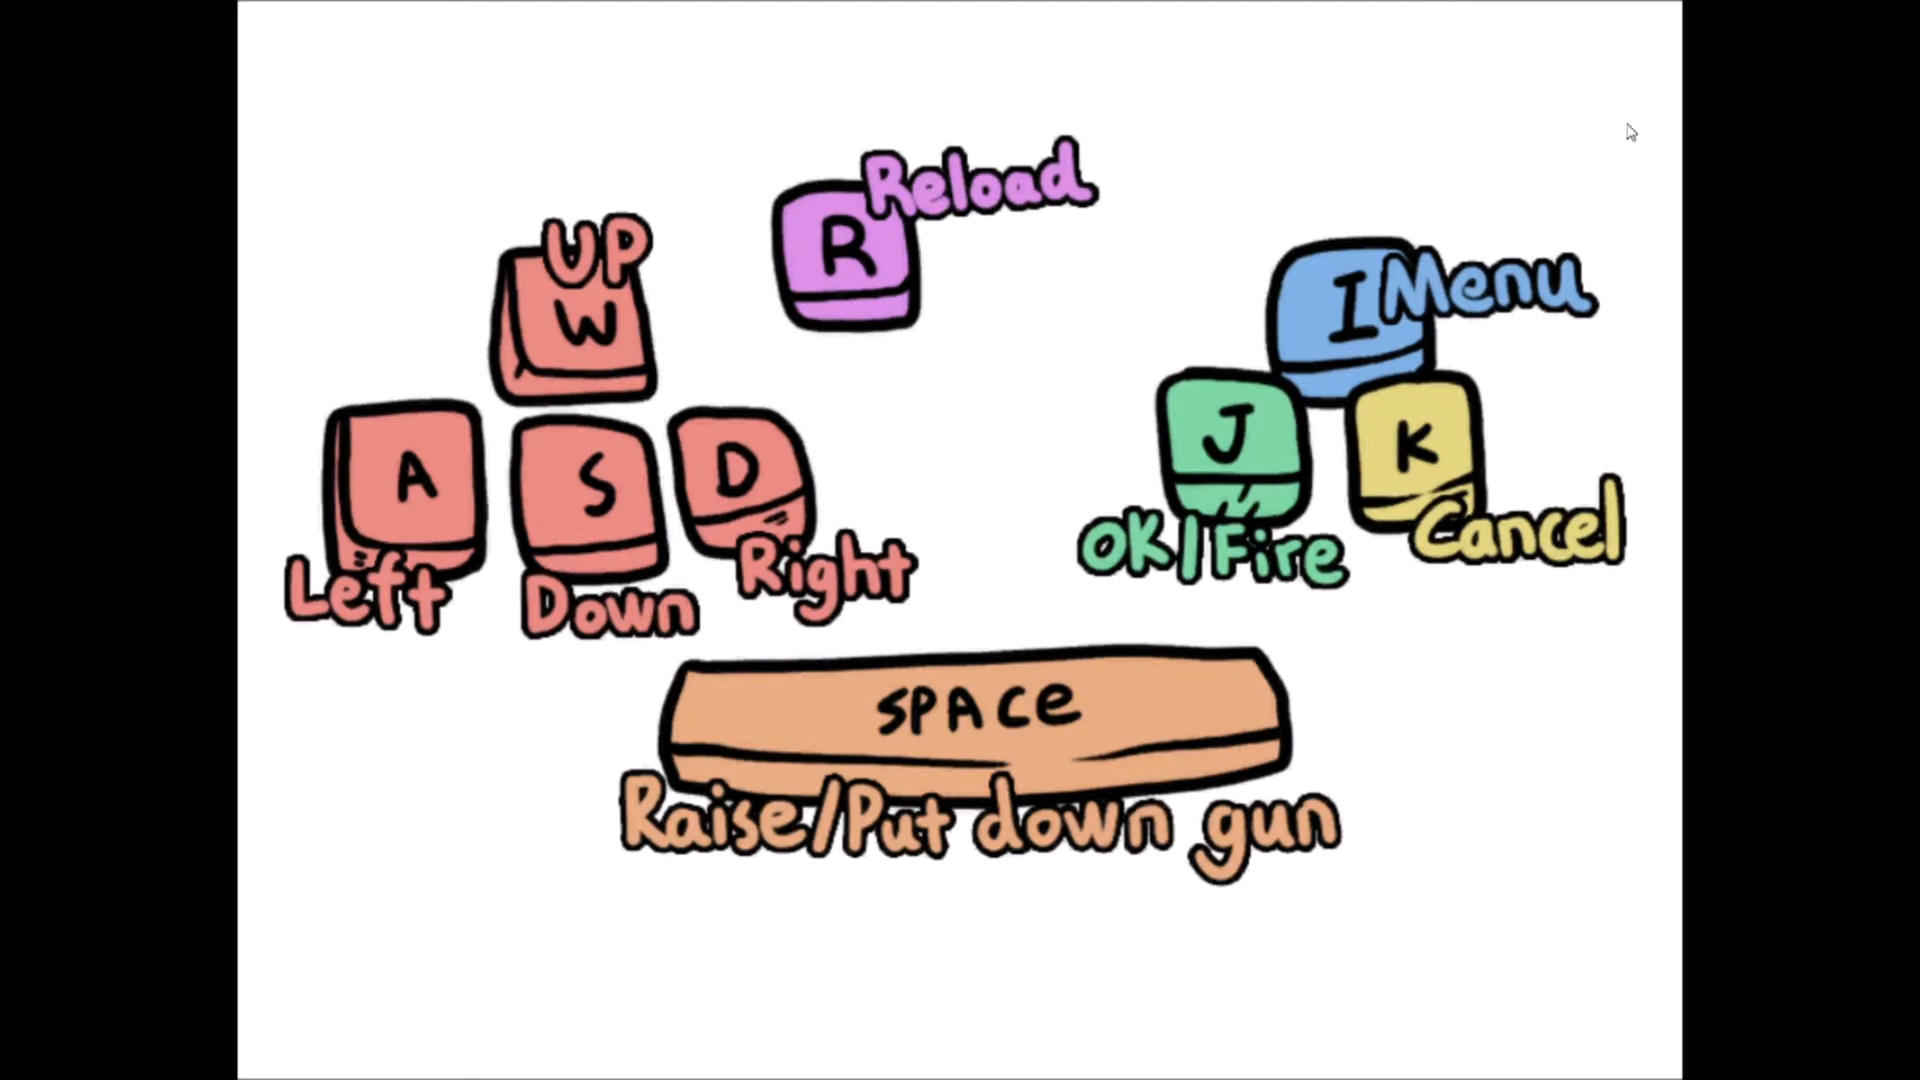 Reload
R
UP
W
I Menu
A
S
D
J
K
Left
Down
Right
OK/Fire
Cancel
SPACe
Raise/Put down gun